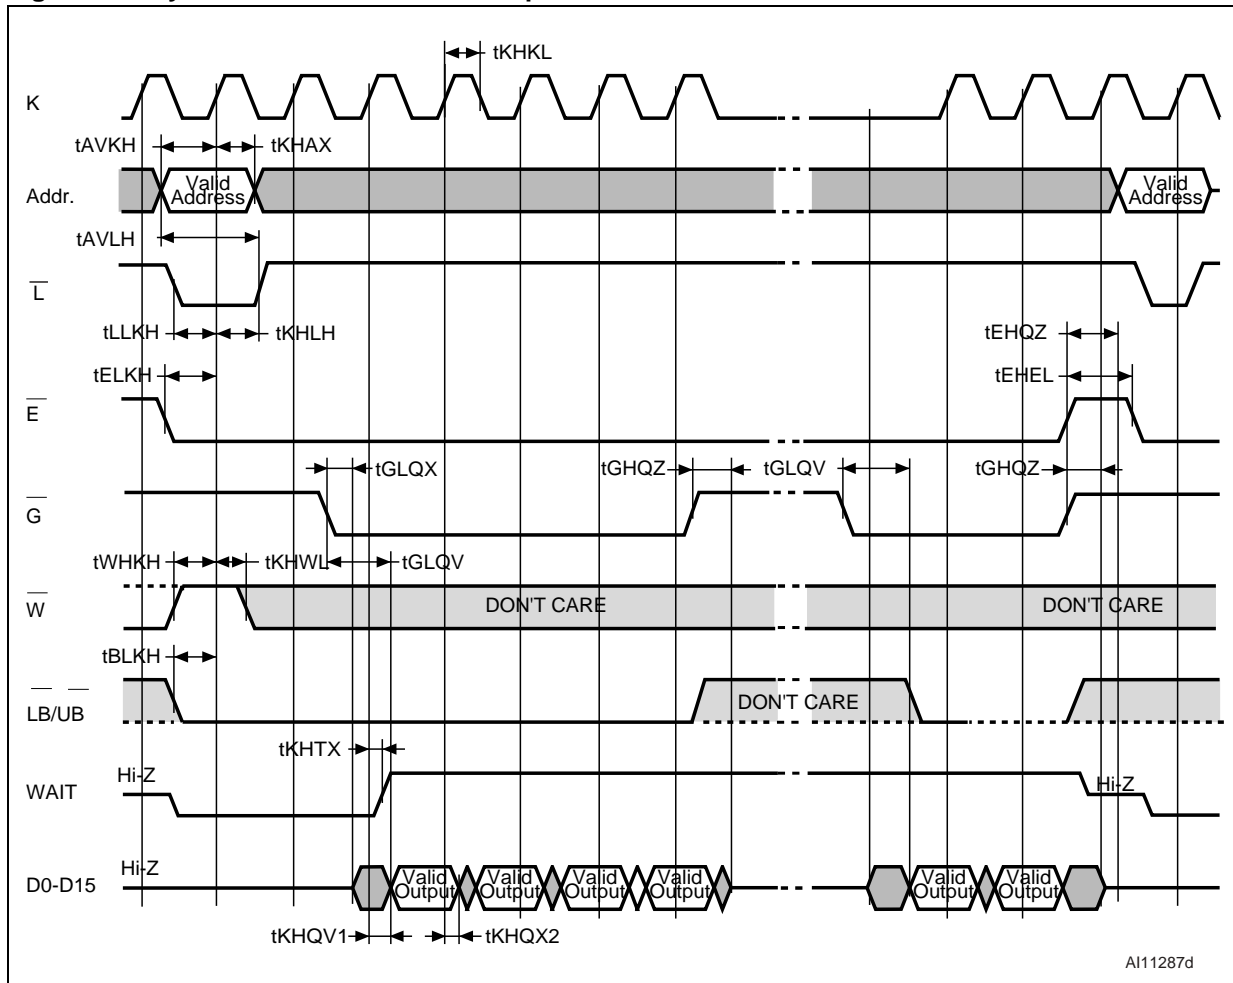 tKHKL
K
tAVKH
tKHAX
Addr.
Valid
Address
Valid
Address
tAVLH
L
tLLKH
tKHLH
tEHQZ
tELKH
tEHEL
E
tGLQX
tGHQZ
tGLQV
tGHQZ
G
tWHKH
tKHWL
tGLQV
W
DON'T CARE
DON'T CARE
tBLKH
LB/UB
DON'T CARE
tKHTX
Hi-Z
WAIT
Hi-Z
Hi-Z
D0-D15
Valid
Output
Valid
Output
Valid
Output
Valid
Output
Valid
Output
Valid
Output
tKHQV1
tKHQX2
AI11287d